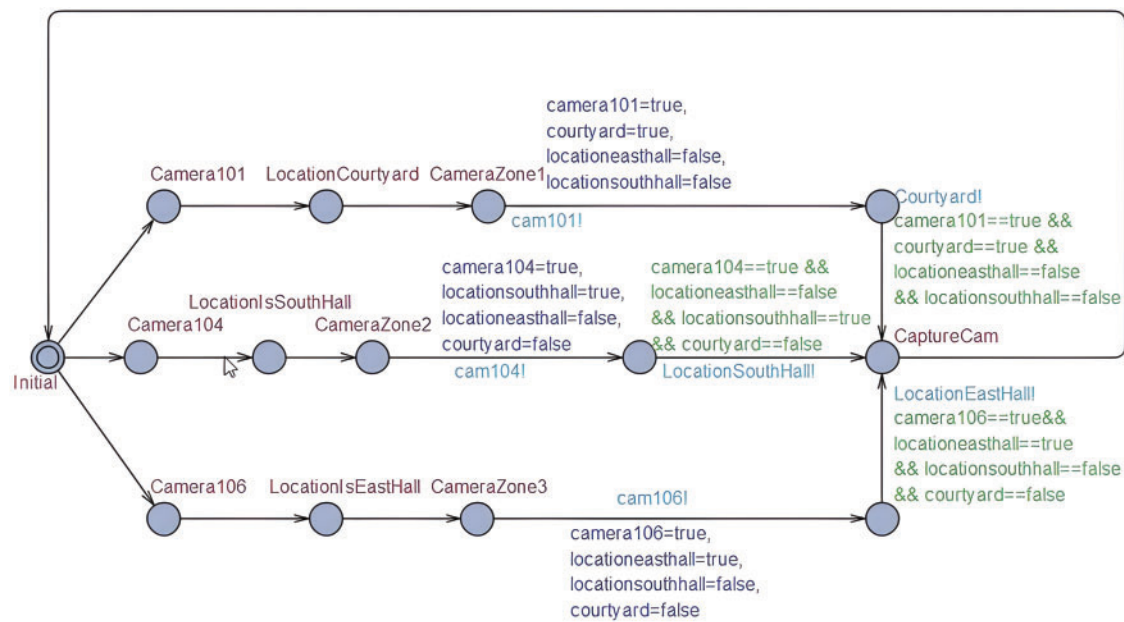 camera101=true,
courtyard=true,
locationeasthall=false,
locationsouthhall=false
Camera101
LocationCourtyard
CameraZone1
cam101!
Courtyard!
camera101==true &&
courtyard==true &&
locationeasthall==false
&& locationsouthhall==false
camera104=true,
locationsouthhall=true,
locationeasthall=false,
courtyard=false
camera104==true &&
locationeasthall==false
&& locationsouthhall==true
&& courtyard==false
LocationIsSouthHall
Camera104
CameraZone2
cam104!
LocationSouthHall!
CaptureCam
Initial
LocationEastHall!
camera106==true&&
locationeasthall==true
&& locationsouthhall==false
&& courtyard==false
Camera106
LocationIsEastHall
CameraZone3
cam106!
camera106=true,
locationeasthall=true,
locationsouthhall=false,
courtyard=false